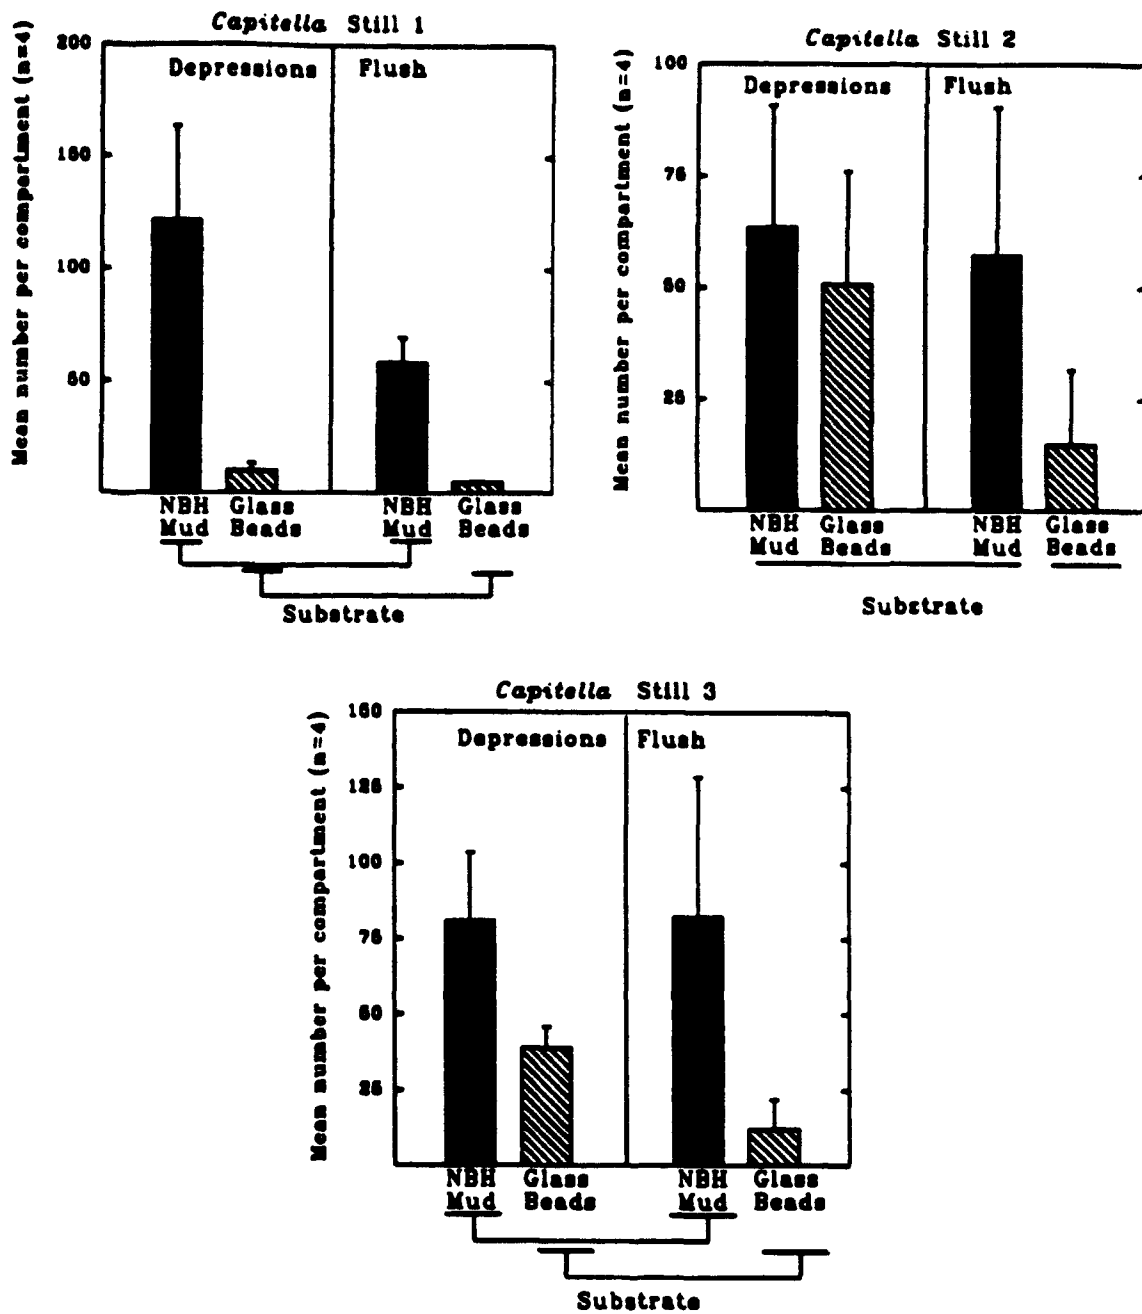 Capitella Still 1
Mean number per compartment (n=4)
200
150
100
50
Depressions
Flush
NBH Mud
Glass Beads
NBH Mud
Glass Beads
Substrate
Capitella Still 2
Mean number per compartment (n=4)
100
75
50
25
Depressions
Flush
NBH Mud
Glass Beads
NBH Mud
Glass Beads
Substrate
Capitella Still 3
Mean number per compartment (n=4)
150
125
100
75
50
25
Depressions
Flush
NBH Mud
Glass Beads
NBH Mud
Glass Beads
Substrate